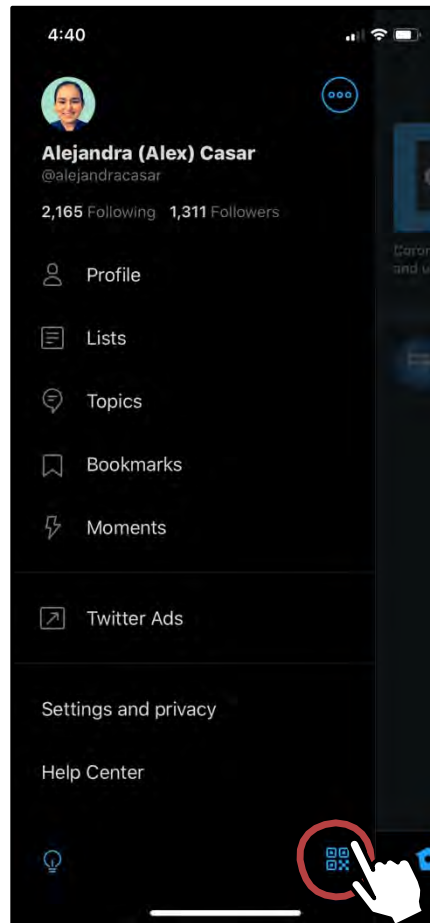 4:40
Alejandra (Alex) Casar
@alejandracasar
2,165 Following 1,311 Followers
Profile
Lists
Topics
Bookmarks
Moments
Twitter Ads
Settings and privacy
Help Center
and u